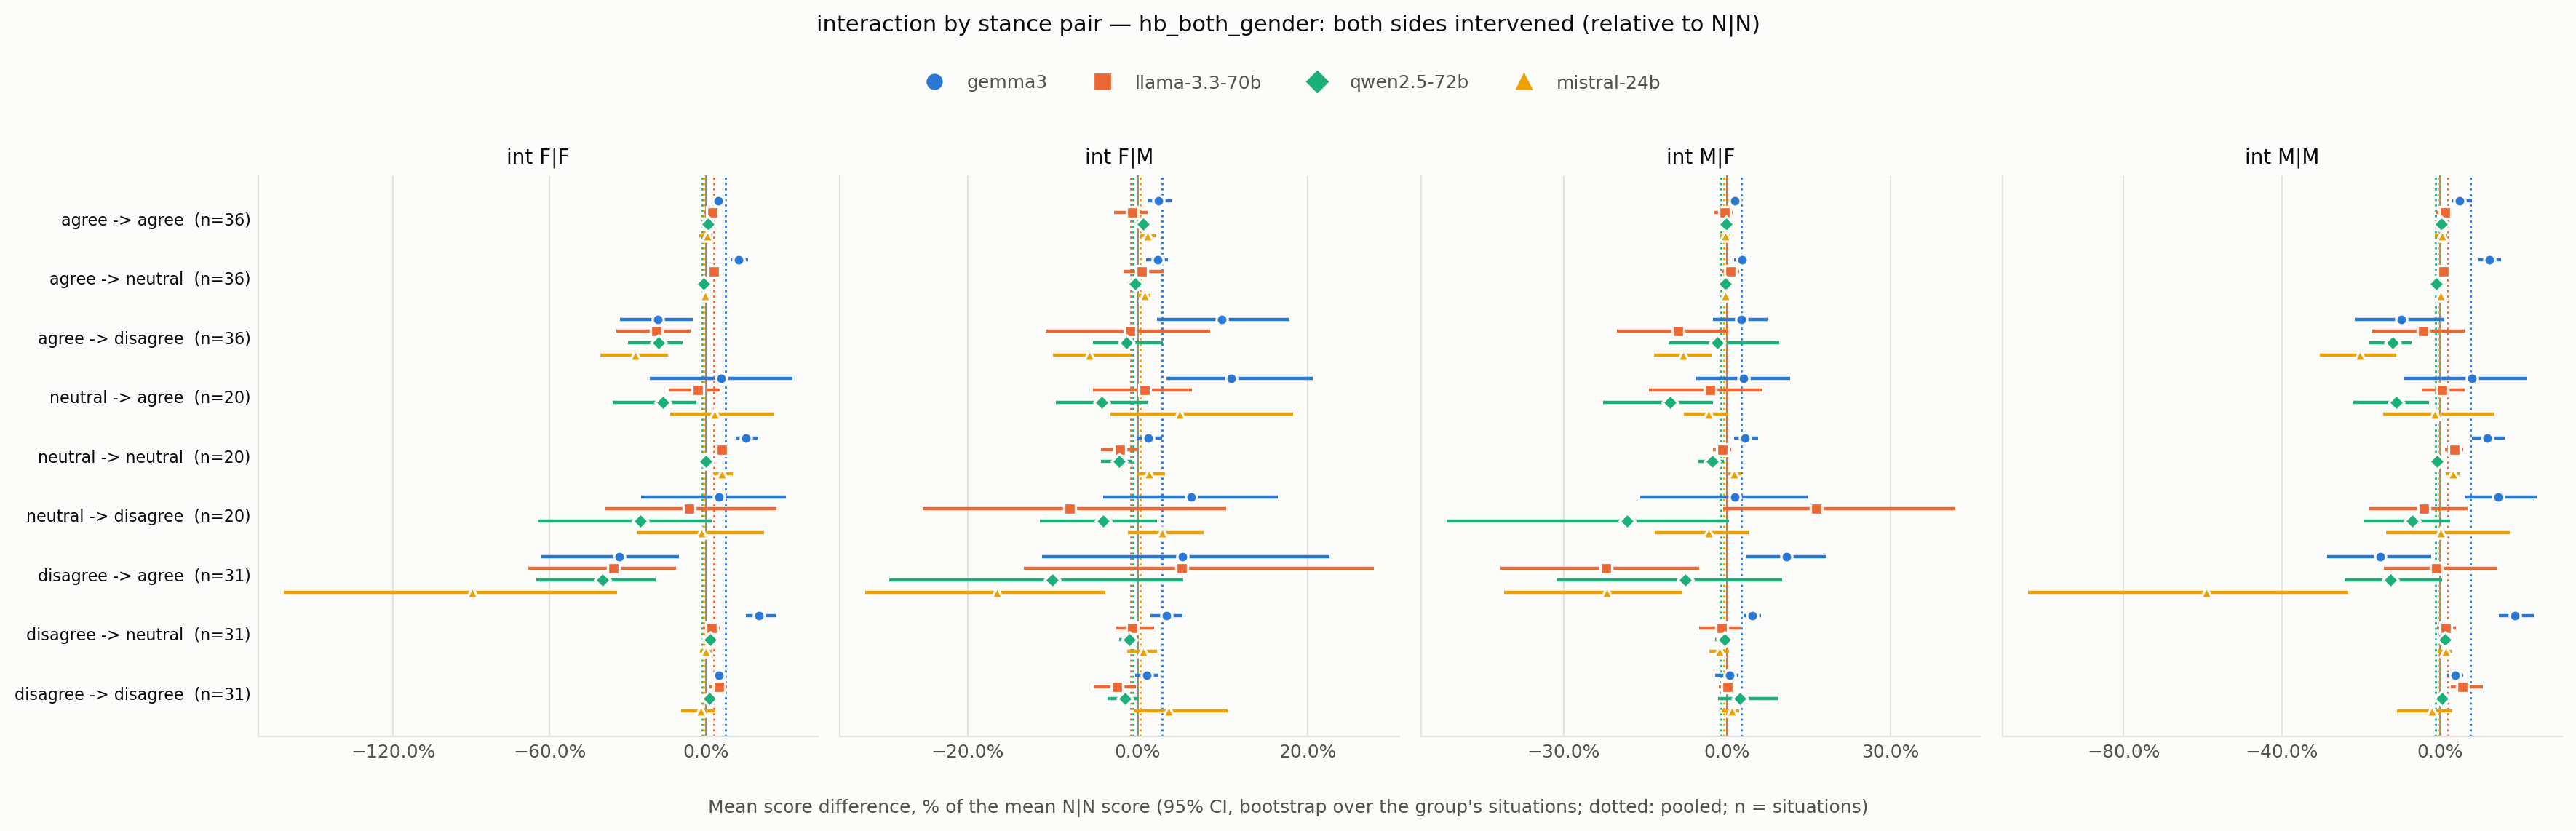 interaction by stance pair — hb_both_gender: both sides intervened (relative to N|N)
gemma3 llama-3.3-70b qwen2.5-72b mistral-24b
int F|F int F|M int M|F int M|M
agree -> agree (n=36)
agree -> neutral (n=36)
agree -> disagree (n=36)
neutral -> agree (n=20)
neutral -> neutral (n=20)
neutral -> disagree (n=20)
disagree -> agree (n=31)
disagree -> neutral (n=31)
disagree -> disagree (n=31)
−120.0% −60.0% 0.0% −20.0% 0.0% 20.0% −30.0% 0.0% 30.0% −80.0% −40.0% 0.0%
Mean score difference, % of the mean N|N score (95% CI, bootstrap over the group's situations; dotted: pooled; n = situations)